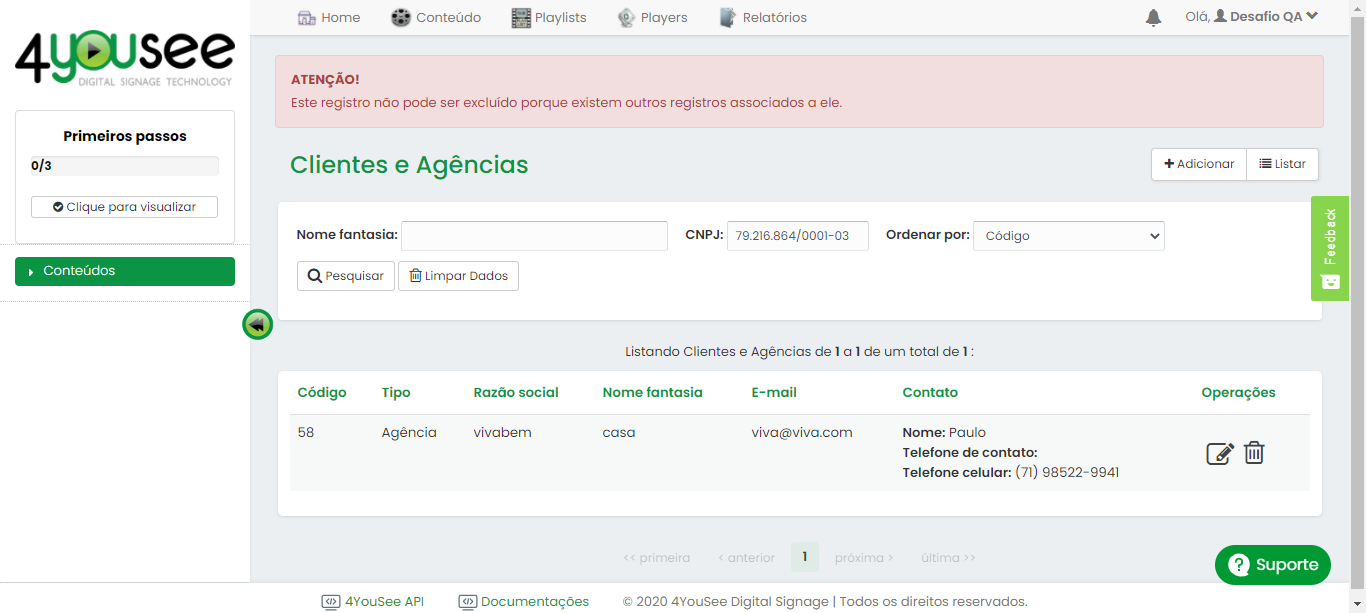 4yousee
DIGITAL SIGNAGE TECHNOLOGY
Primeiros passos
0/3
Clique para visualizar
Conteúdos
Home Conteúdo Playlists Players Relatórios Olá, Desafio QA
ATENÇÃO!
Este registro não pode ser excluído porque existem outros registros associados a ele.
Clientes e Agências
Adicionar Listar
Nome fantasia: CNPJ: 79.216.864/0001-03 Ordenar por: Código
Pesquisar Limpar Dados
Feedback
Listando Clientes e Agências de 1 a 1 de um total de 1 :
Código Tipo Razão social Nome fantasia E-mail Contato Operações
58 Agência vivabem casa viva@viva.com Nome: Paulo
Telefone de contato:
Telefone celular: (71) 98522-9941
<< primeira < anterior 1 próxima > última >>
Suporte
4YouSee API Documentações © 2020 4YouSee Digital Signage | Todos os direitos reservados.